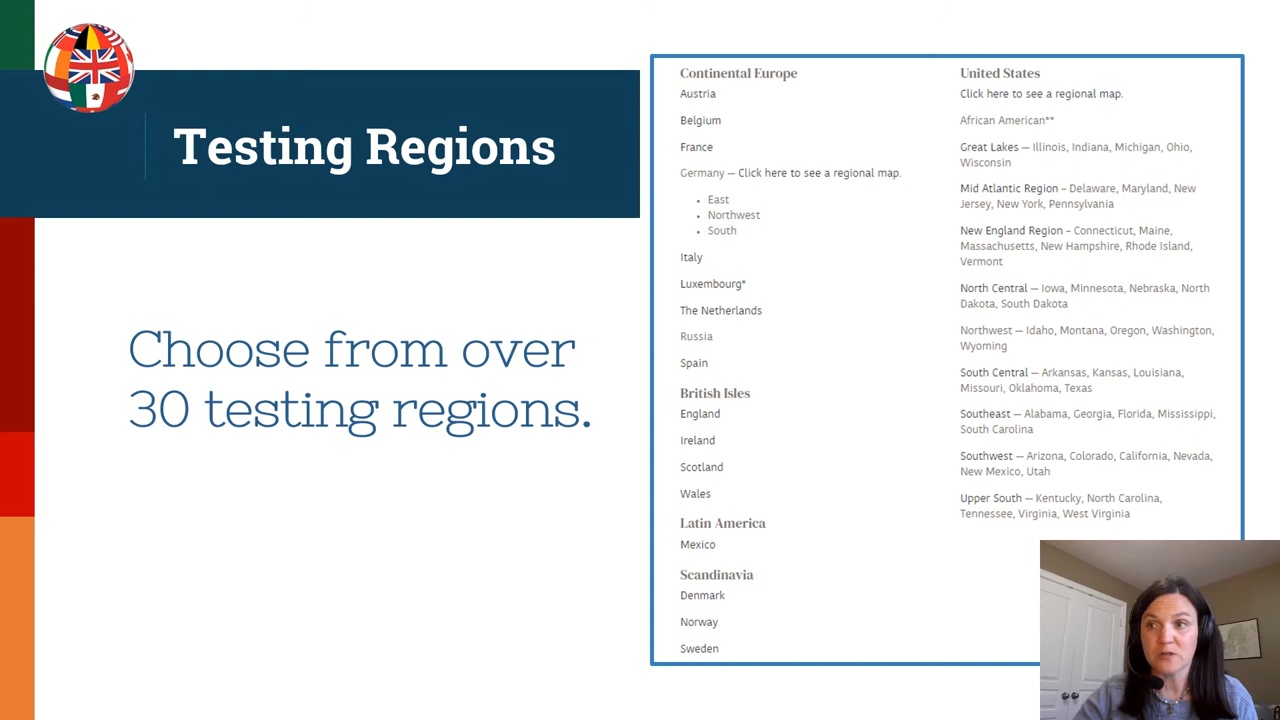 Testing Regions
Choose from over
30 testing regions.
Continental Europe
Austria
Belgium
France
Germany — Click here to see a regional map.
• East
• Northwest
• South
Italy
Luxembourg*
The Netherlands
Russia
Spain
British Isles
England
Ireland
Scotland
Wales
Latin America
Mexico
Scandinavia
Denmark
Norway
Sweden
United States
Click here to see a regional map.
African American**
Great Lakes — Illinois, Indiana, Michigan, Ohio,
Wisconsin
Mid Atlantic Region – Delaware, Maryland, New
Jersey, New York, Pennsylvania
New England Region – Connecticut, Maine,
Massachusetts, New Hampshire, Rhode Island,
Vermont
North Central — Iowa, Minnesota, Nebraska, North
Dakota, South Dakota
Northwest — Idaho, Montana, Oregon, Washington,
Wyoming
South Central — Arkansas, Kansas, Louisiana,
Missouri, Oklahoma, Texas
Southeast — Alabama, Georgia, Florida, Mississippi,
South Carolina
Southwest — Arizona, Colorado, California, Nevada,
New Mexico, Utah
Upper South — Kentucky, North Carolina,
Tennessee, Virginia, West Virginia